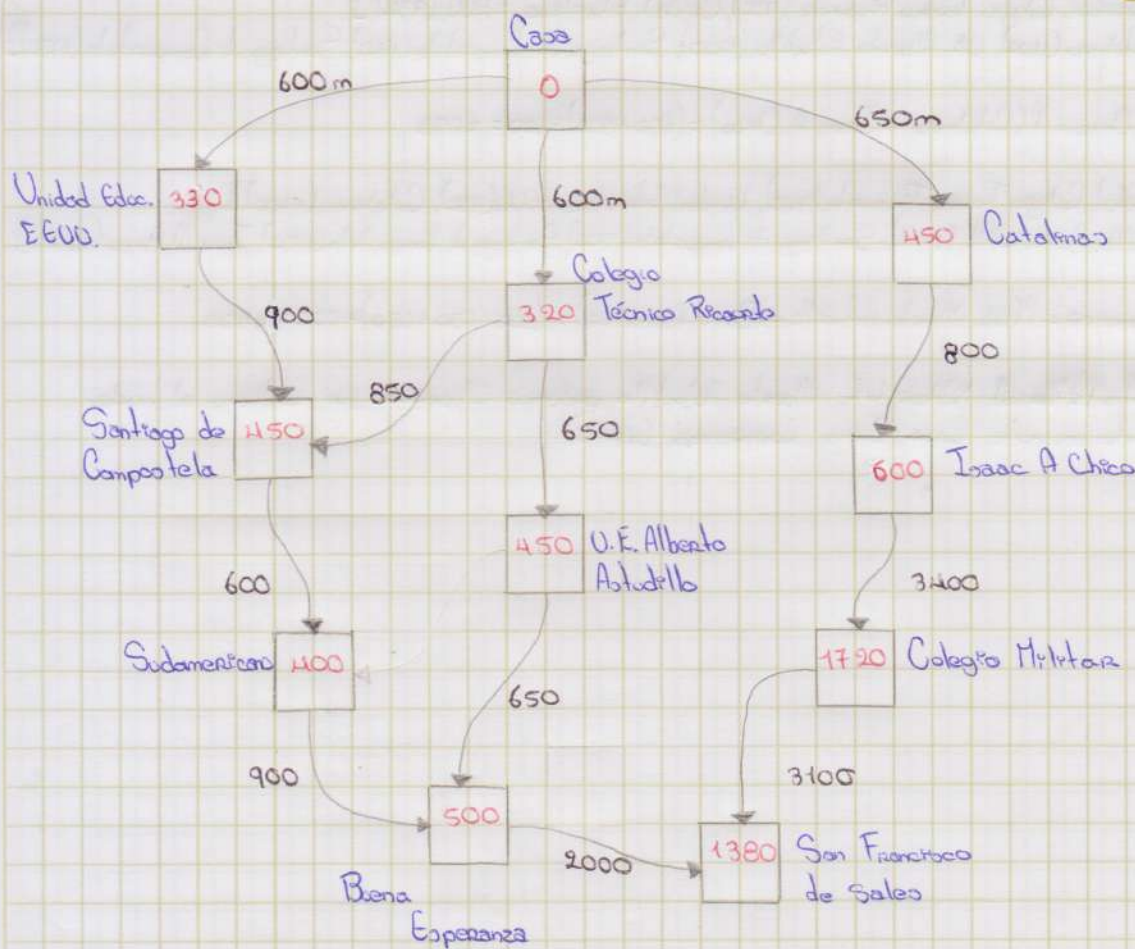 Casa
0
600m
650m
Unidad Educ.
EEUU.
330
600m
450
Catalinas
Colegio
Técnico Ricaurte
320
900
850
800
Santiago de
Compostela
450
650
600
Isaac A Chico
450
U.E. Alberto
Astudillo
600
3400
Sudamericano
400
1720
Colegio Militar
650
900
3100
500
2000
1380
San Francisco
de Sales
Buena
Esperanza